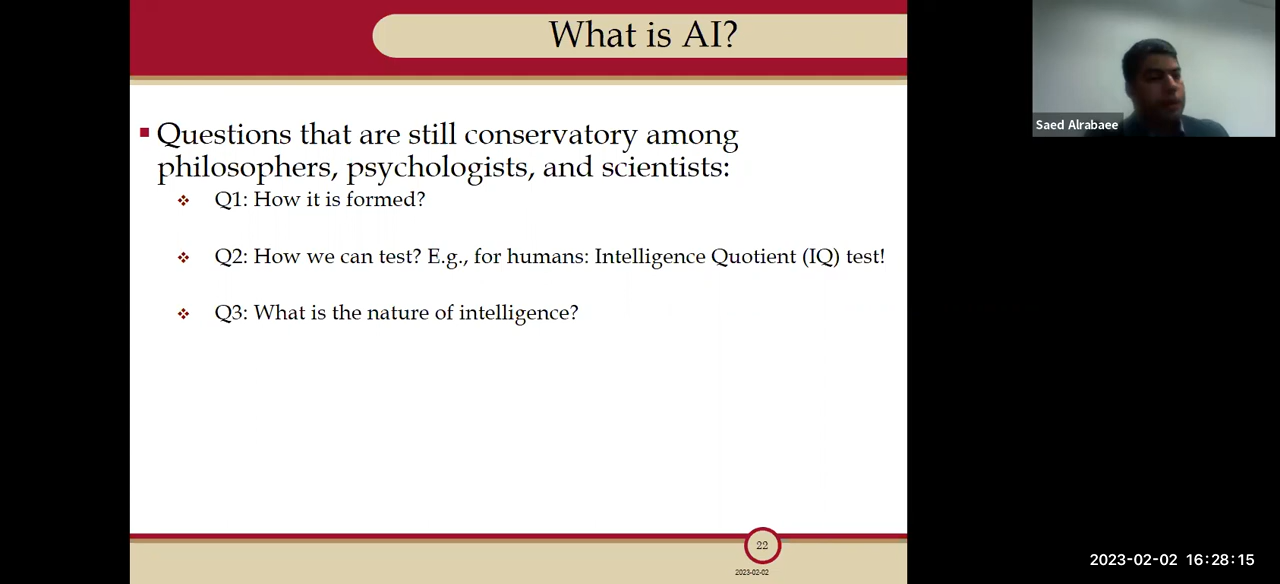 What is AI?
Saed Alrabaee
Questions that are still conservatory among
philosophers, psychologists, and scientists:
Q1: How it is formed?
Q2: How we can test? E.g., for humans: Intelligence Quotient (IQ) test!
Q3: What is the nature of intelligence?
22
2023-02-02
2023-02-02 16:28:15